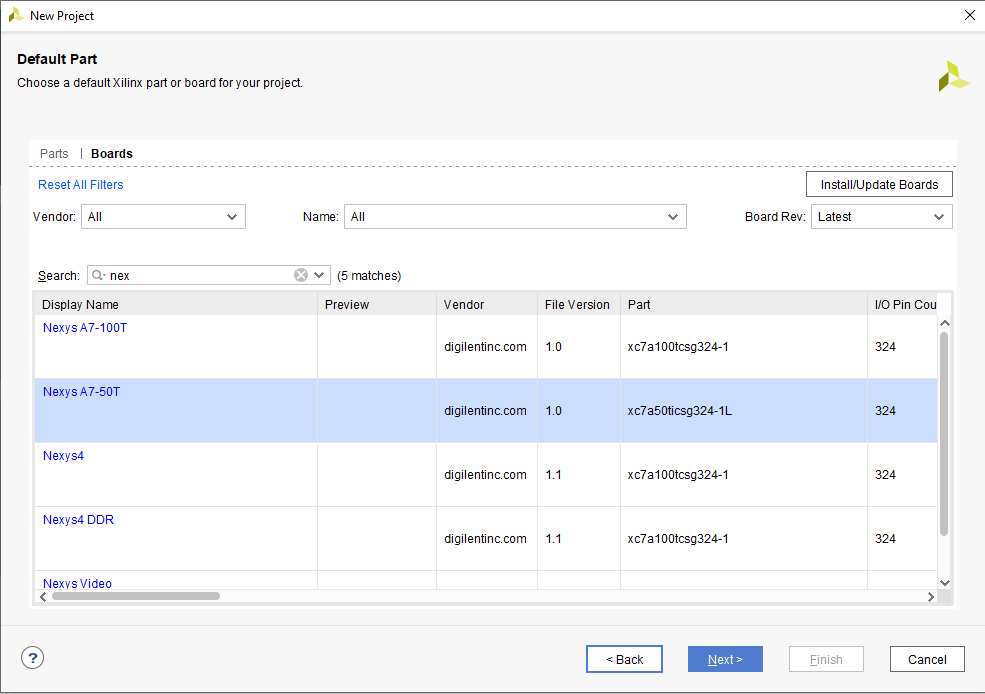 New Project
Default Part
Choose a default Xilinx part or board for your project.
Parts | Boards
Reset All Filters
Install/Update Boards
Vendor: All Name: All Board Rev: Latest
Search: nex (5 matches)
Display Name Preview Vendor File Version Part I/O Pin Cou
Nexys A7-100T digilentinc.com 1.0 xc7a100tcsg324-1 324
Nexys A7-50T digilentinc.com 1.0 xc7a50ticsg324-1L 324
Nexys4 digilentinc.com 1.1 xc7a100tcsg324-1 324
Nexys4 DDR digilentinc.com 1.1 xc7a100tcsg324-1 324
Nexys Video
? < Back Next > Finish Cancel